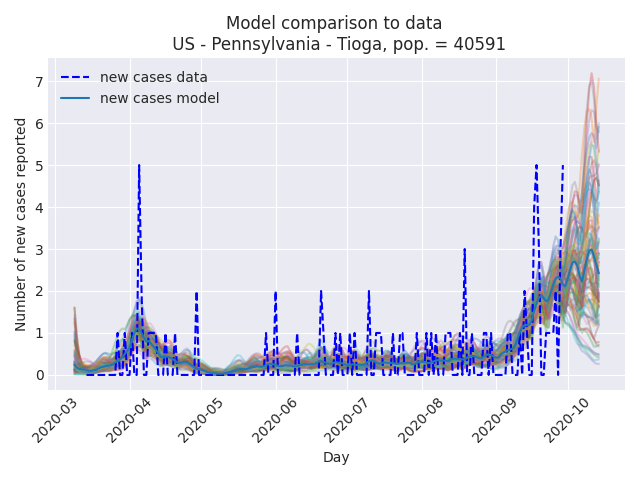 Model comparison to data
US - Pennsylvania - Tioga, pop. = 40591
new cases data
new cases model
Number of new cases reported
7
6
5
4
3
2
1
0
2020-03
2020-04
2020-05
2020-06
2020-07
2020-08
2020-09
2020-10
Day